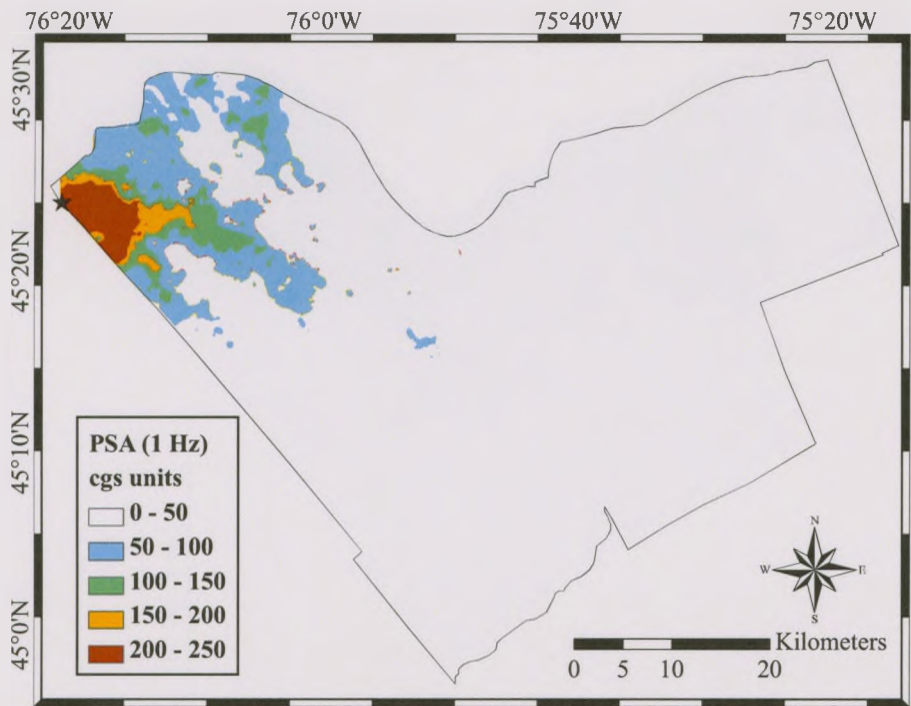 76°20'W 76°0'W 75°40'W 75°20'W
45°30'N
45°20'N
45°10'N
45°0'N
PSA (1 Hz)
cgs units
0 - 50
50 - 100
100 - 150
150 - 200
200 - 250
N
W E
S
Kilometers
0 5 10 20